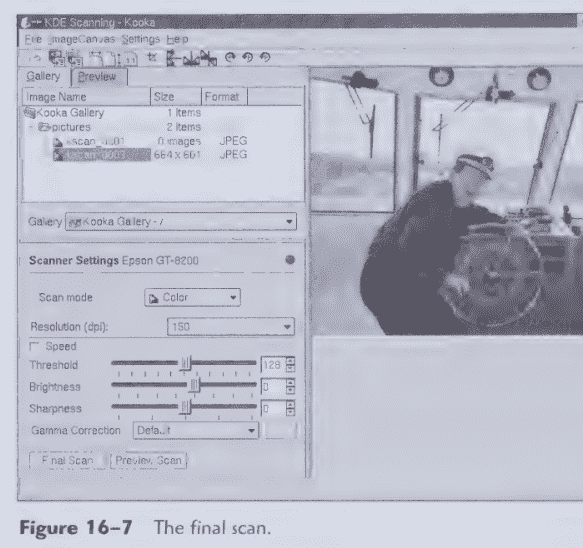 KDE Scanning - Kooka
File ImageCanvas Settings Help
Gallery Preview
Image Name Size Format
Kooka Gallery 1 items
pictures 2 items
kscan_0001 0 images JPEG
kscan_0003 664 x 661 JPEG
Gallery Kooka Gallery - /
Scanner Settings Epson GT-8200
Scan mode Color
Resolution (dpi): 150
Speed
Threshold 128
Brightness 0
Sharpness 0
Gamma Correction Default
Final Scan Preview Scan
Figure 16–7 The final scan.